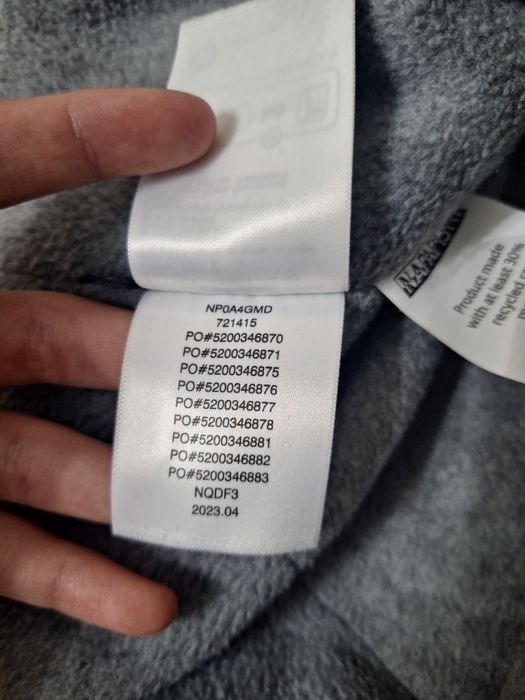 NP0A4GMD
721415
PO#5200346870
PO#5200346871
PO#5200346875
PO#5200346876
PO#5200346877
PO#5200346878
PO#5200346881
PO#5200346882
PO#5200346883
NQDF3
2023.04
Product made
with at least 30%
recycled